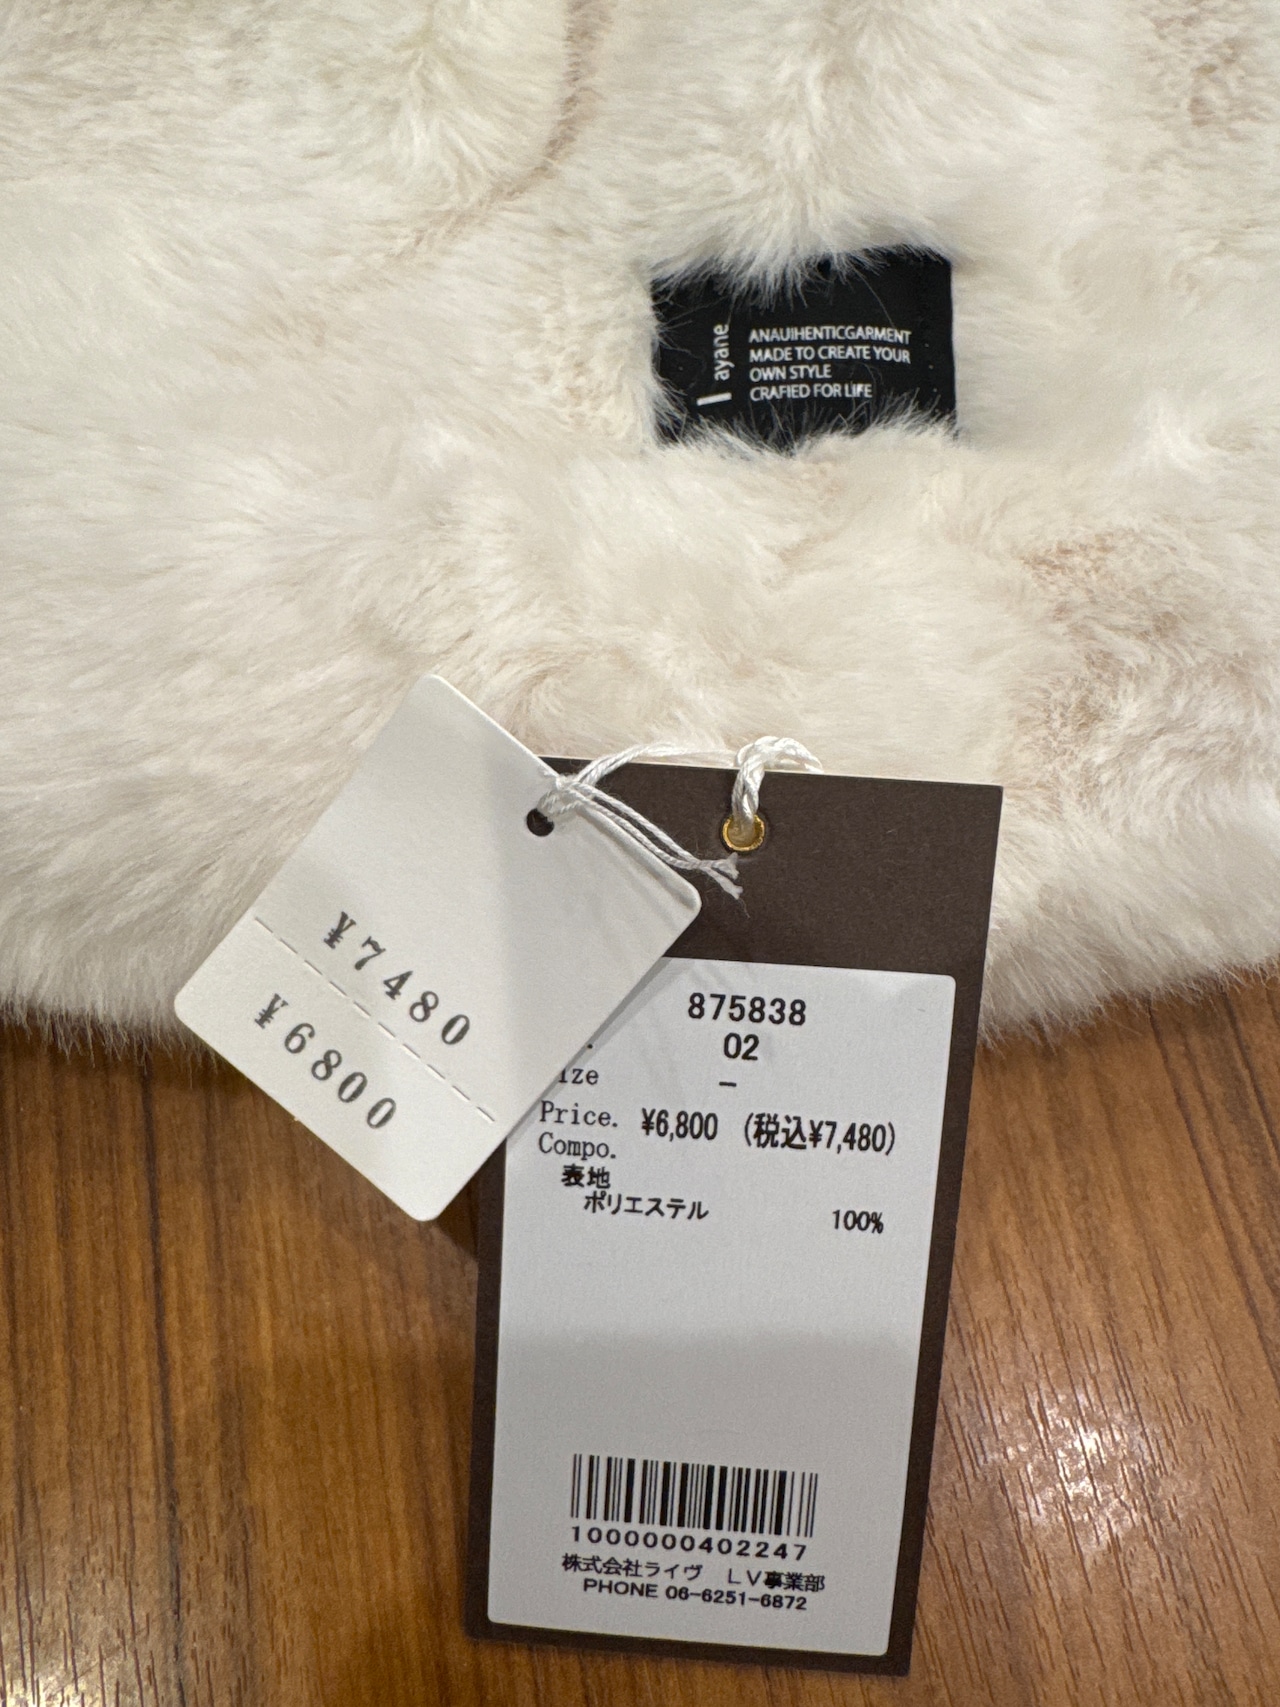 ayane
ANAUIHENTICGARMENT
MADE TO CREATE YOUR
OWN STYLE
CRAFIED FOR LIFE
¥7480
¥6800
875838
02
ize –
Price. ¥6,800 (税込¥7,480)
Compo.
表地
ポリエステル 100%
1000000402247
株式会社ライヴ LV事業部
PHONE 06-6251-6872